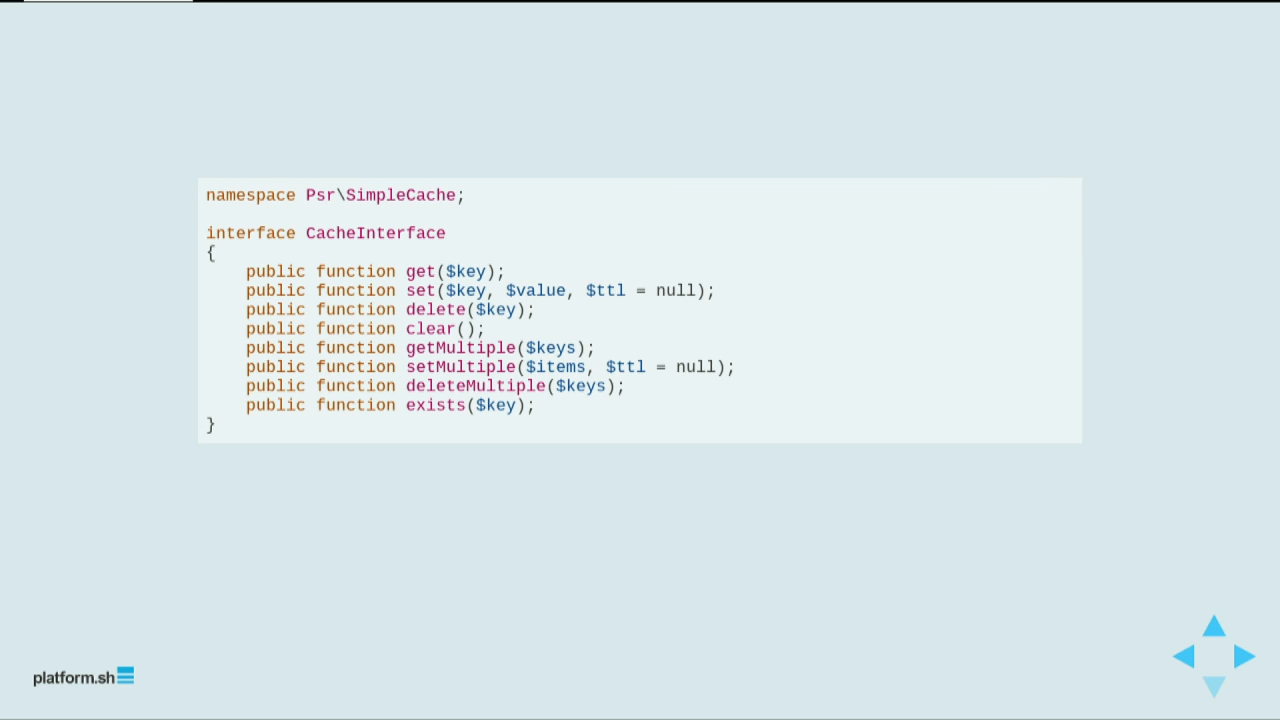 namespace Psr\SimpleCache;

interface CacheInterface
{
    public function get($key);
    public function set($key, $value, $ttl = null);
    public function delete($key);
    public function clear();
    public function getMultiple($keys);
    public function setMultiple($items, $ttl = null);
    public function deleteMultiple($keys);
    public function exists($key);
}
platform.sh